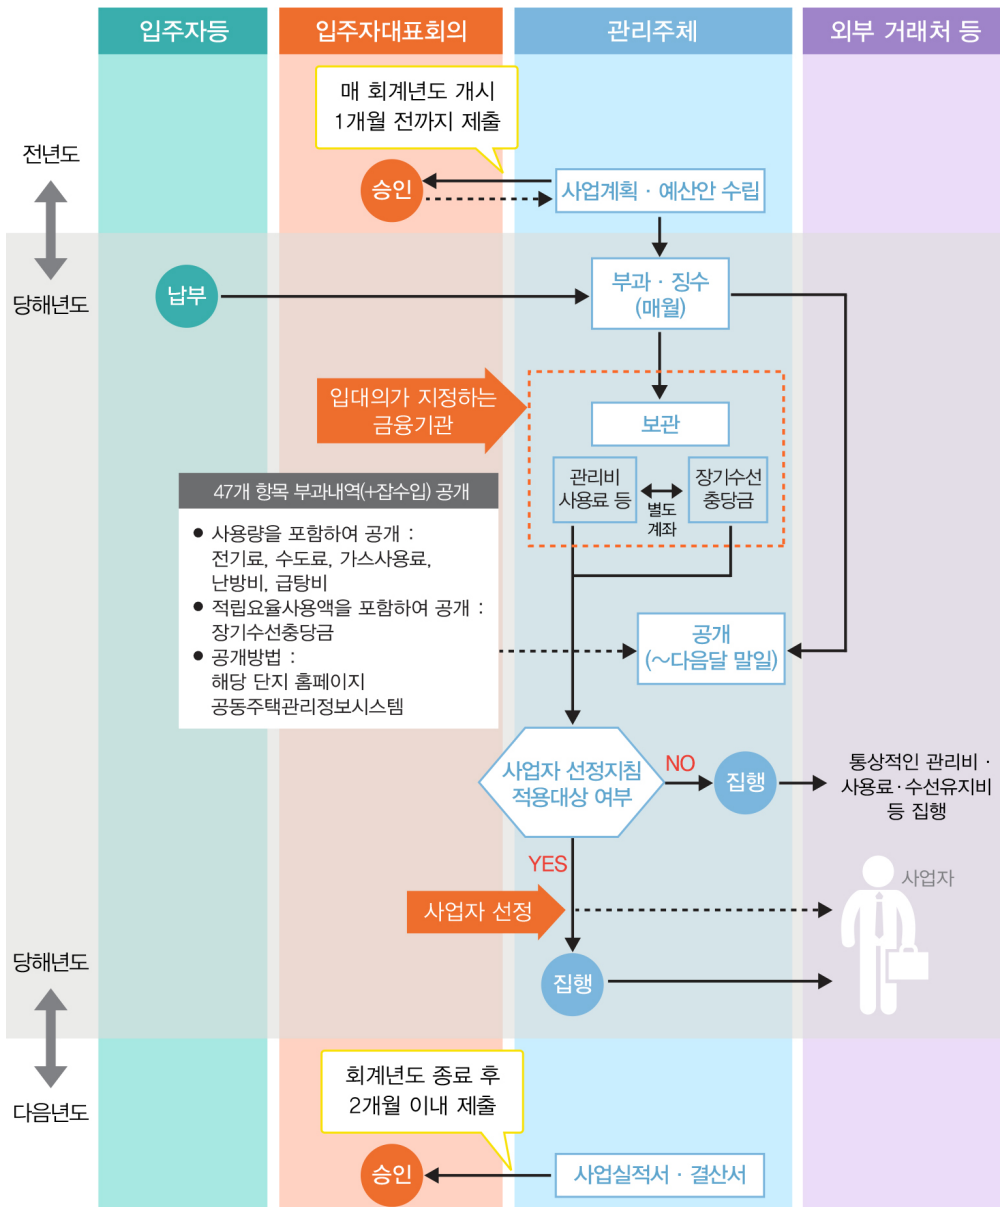 입주자등
입주자대표회의
관리주체
외부 거래처 등
매 회계년도 개시
1개월 전까지 제출
전년도
승인
사업계획 · 예산안 수립
당해년도
납부
부과 · 징수
(매월)
입대의가 지정하는
금융기관
보관
관리비
사용료 등
별도
계좌
장기수선
충당금
47개 항목 부과내역(+잡수입) 공개
● 사용량을 포함하여 공개 :
전기료, 수도료, 가스사용료,
난방비, 급탕비
● 적립요율사용액을 포함하여 공개 :
장기수선충당금
● 공개방법 :
해당 단지 홈페이지
공동주택관리정보시스템
공개
(~다음달 말일)
사업자 선정지침
적용대상 여부
NO
집행
통상적인 관리비 ·
사용료 · 수선유지비
등 집행
YES
사업자
사업자 선정
당해년도
집행
다음년도
회계년도 종료 후
2개월 이내 제출
승인
사업실적서 · 결산서